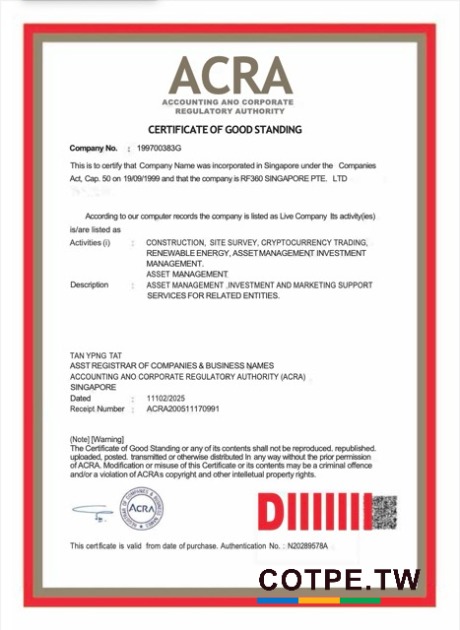 ACRA
ACCOUNTING ANO CORPORATE
REGULATORY AUTHORITY
CERTIFICATE OF GOOD STANDING
Company No. : 199700383G
This is to certify that Company Name was incorporated in Singapore under the Companies
Act, Cap. 50 on 19/09/1999 and that the company is RF360 SINGAPORE PTE. LTD
According to our computer records the company is listed as Live Company Its activity(ies)
is/are listed as
Activities (i) : CONSTRUCTION, SITE SURVEY, CRYPTOCURRENCY TRADING,
RENEWABLE ENERGY, ASSET MANAGEMENT INVESTMENT
MANAGEMENT.
ASSET MANAGEMENT
Description : ASSET MANAGEMENT ,INVESTMENT AND MARKETING SUPPORT
SERVICES FOR RELATED ENTITIES.
TAN YPNG TAT
ASST REGISTRAR OF COMPANIES & BUSINESS NAMES
ACCOUNTING ANO CORPORATE REGULATORY AUTHORITY (ACRA)
SINGAPORE
Dated : 11102/2025
Receipt Number : ACRA200511170991
(Note] [Warning]
The Certificate of Good Standing or any of its contents shall not be reproduced. republished.
uploaded, posted. transmitted or otherwise distributed In any way without the prior permission
of ACRA. Modification or misuse of this Certificate or its contents may be a criminal offence
and/or a violation of ACRAs copyright and other intelletual property rights.
ACRA
DIIIIIII
This certificate is valid from date of purchase. Authentication No. : N20289578A
COTPE.TW